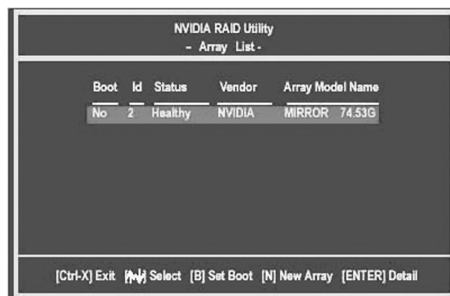 NVIDIA RAID Utility
- Array List -
Boot Id Status Vendor Array Model Name
No 2 Healthy NVIDIA MIRROR 74.53G
[Ctrl-X] Exit Select [B] Set Boot [N] New Array [ENTER] Detail